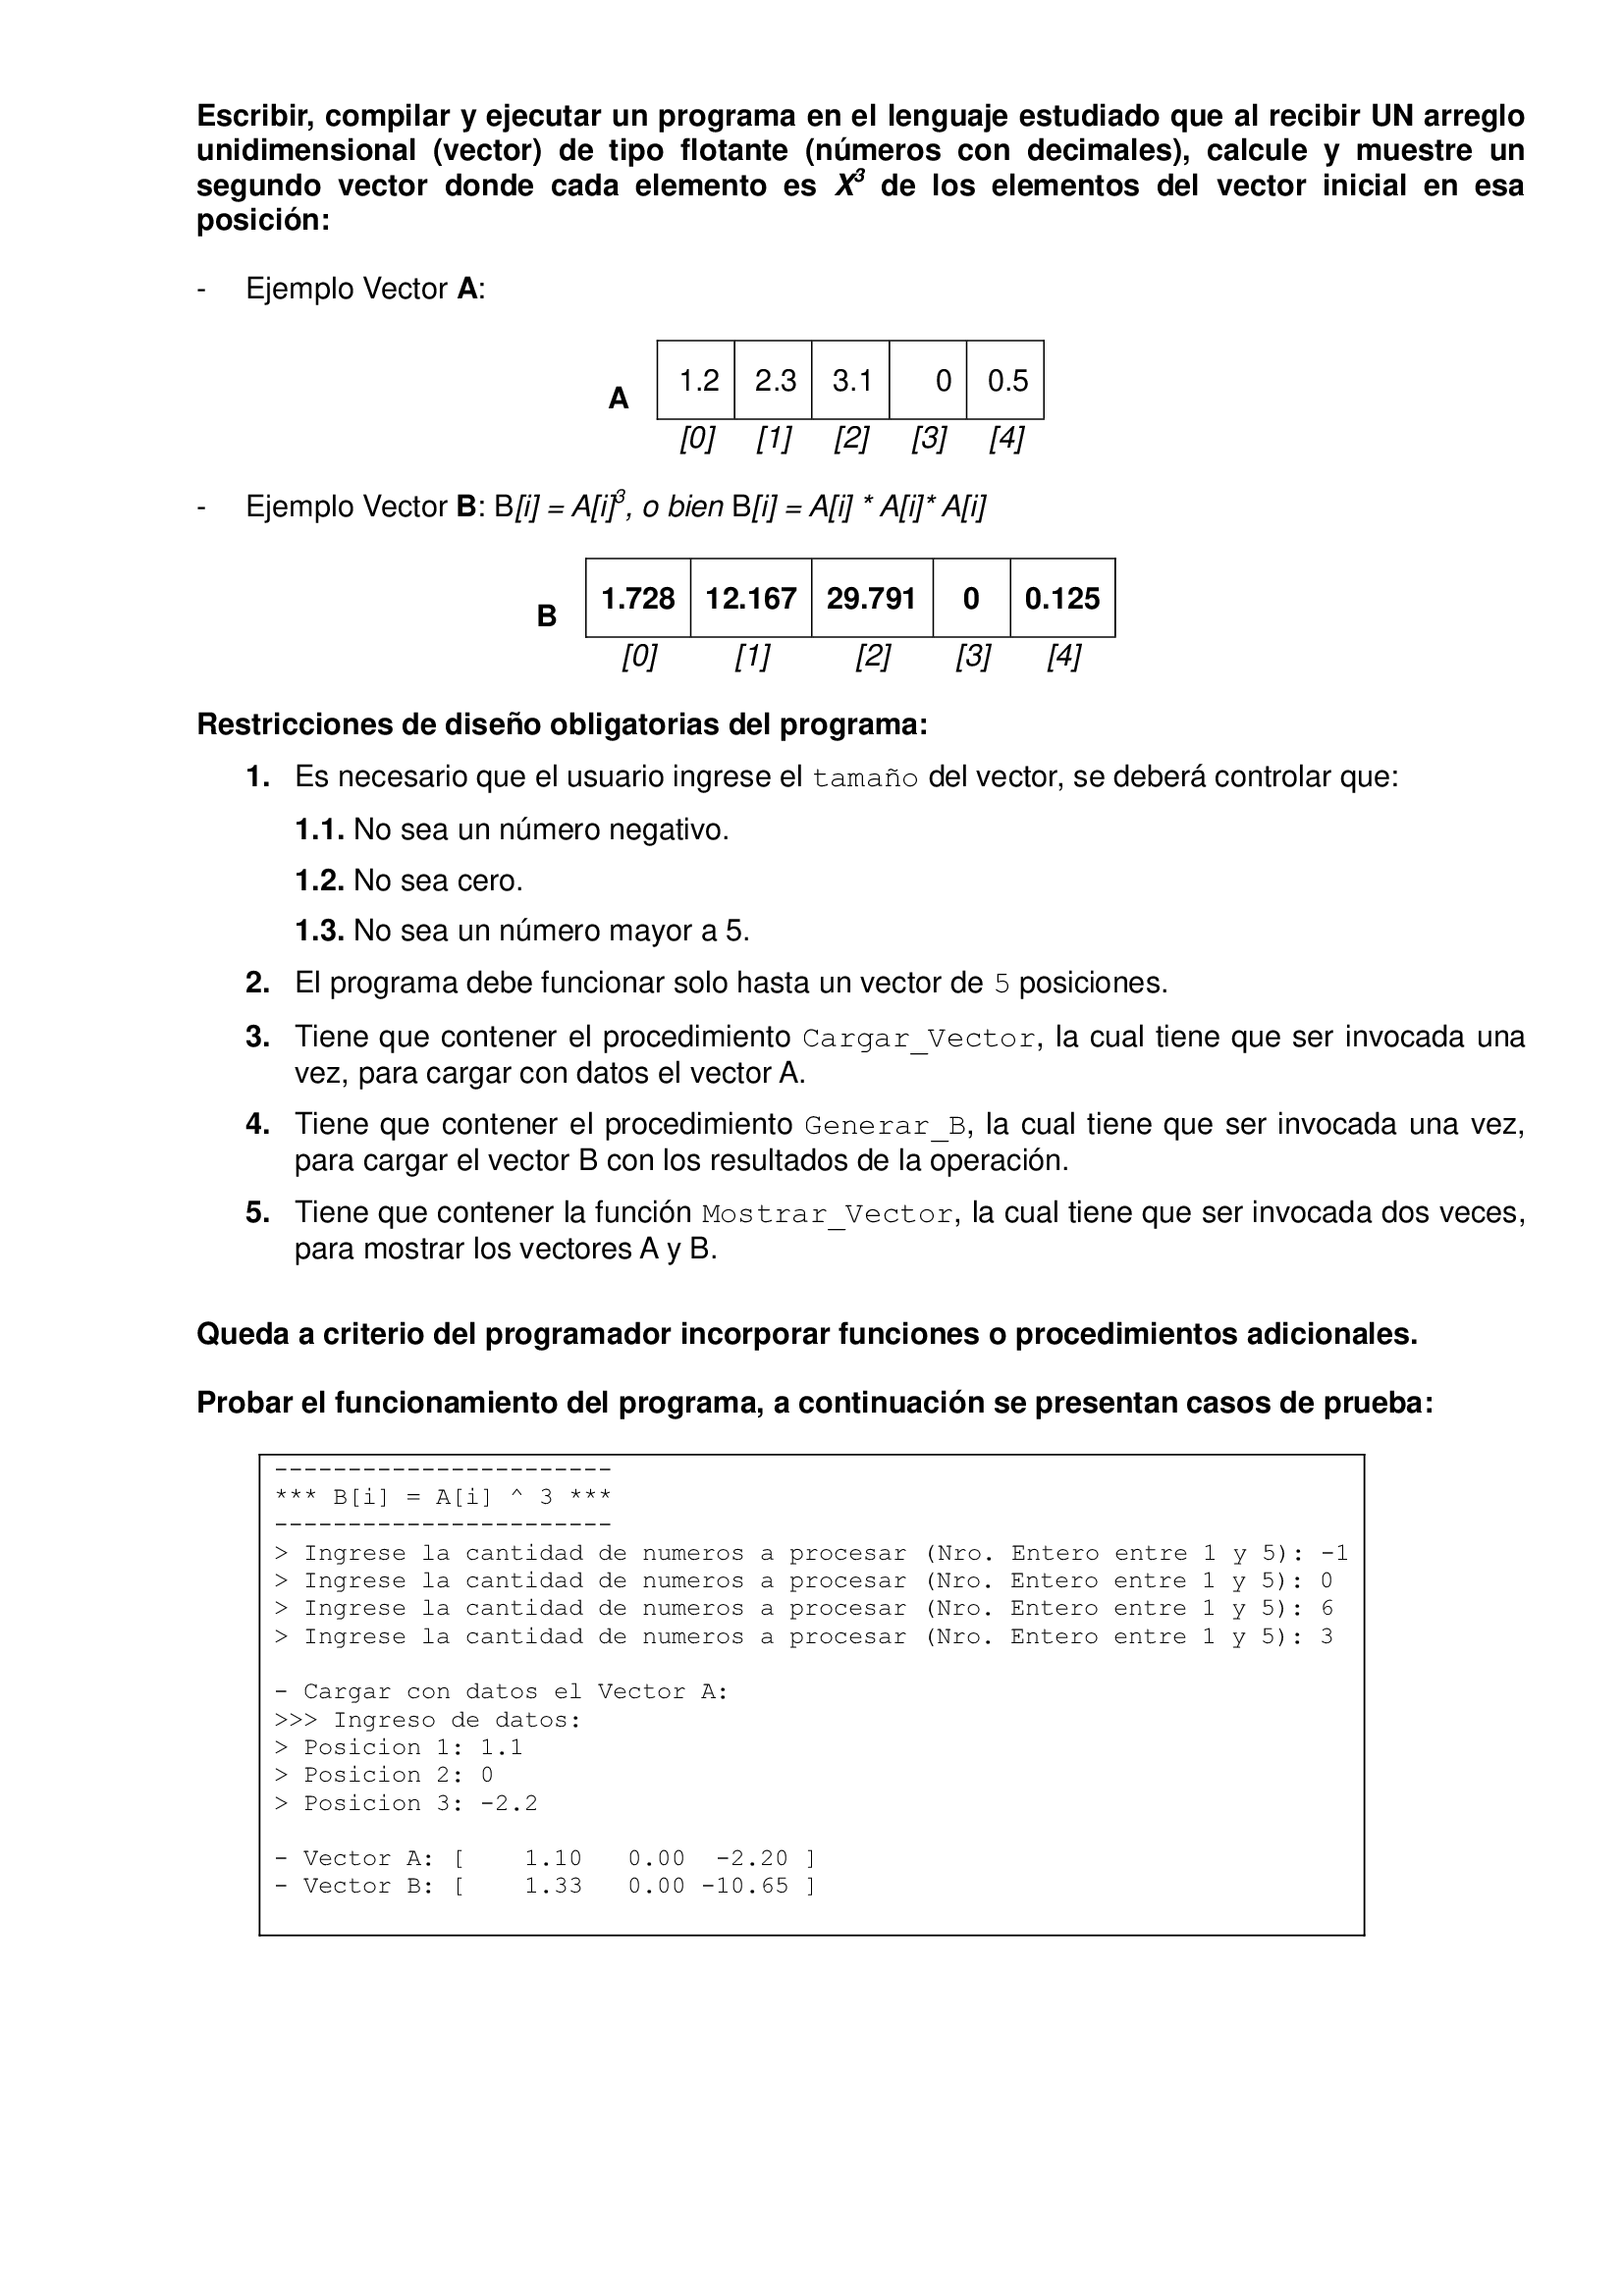 Escribir, compilar y ejecutar un programa en el lenguaje estudiado que al recibir UN arreglo
unidimensional (vector) de tipo flotante (números con decimales), calcule y muestre un
segundo vector donde cada elemento es X³ de los elementos del vector inicial en esa
posición:
- Ejemplo Vector A:
A 1.2 2.3 3.1 0 0.5
[0] [1] [2] [3] [4]
- Ejemplo Vector B: B[i] = A[i]³, o bien B[i] = A[i] * A[i]* A[i]
B 1.728 12.167 29.791 0 0.125
[0] [1] [2] [3] [4]
Restricciones de diseño obligatorias del programa:
1. Es necesario que el usuario ingrese el tamaño del vector, se deberá controlar que:
1.1. No sea un número negativo.
1.2. No sea cero.
1.3. No sea un número mayor a 5.
2. El programa debe funcionar solo hasta un vector de 5 posiciones.
3. Tiene que contener el procedimiento Cargar_Vector, la cual tiene que ser invocada una
vez, para cargar con datos el vector A.
4. Tiene que contener el procedimiento Generar_B, la cual tiene que ser invocada una vez,
para cargar el vector B con los resultados de la operación.
5. Tiene que contener la función Mostrar_Vector, la cual tiene que ser invocada dos veces,
para mostrar los vectores A y B.
Queda a criterio del programador incorporar funciones o procedimientos adicionales.
Probar el funcionamiento del programa, a continuación se presentan casos de prueba:
-----------------------
*** B[i] = A[i] ^ 3 ***
-----------------------
> Ingrese la cantidad de numeros a procesar (Nro. Entero entre 1 y 5): -1
> Ingrese la cantidad de numeros a procesar (Nro. Entero entre 1 y 5): 0
> Ingrese la cantidad de numeros a procesar (Nro. Entero entre 1 y 5): 6
> Ingrese la cantidad de numeros a procesar (Nro. Entero entre 1 y 5): 3
- Cargar con datos el Vector A:
>>> Ingreso de datos:
> Posicion 1: 1.1
> Posicion 2: 0
> Posicion 3: -2.2
- Vector A: [    1.10   0.00  -2.20 ]
- Vector B: [    1.33   0.00 -10.65 ]